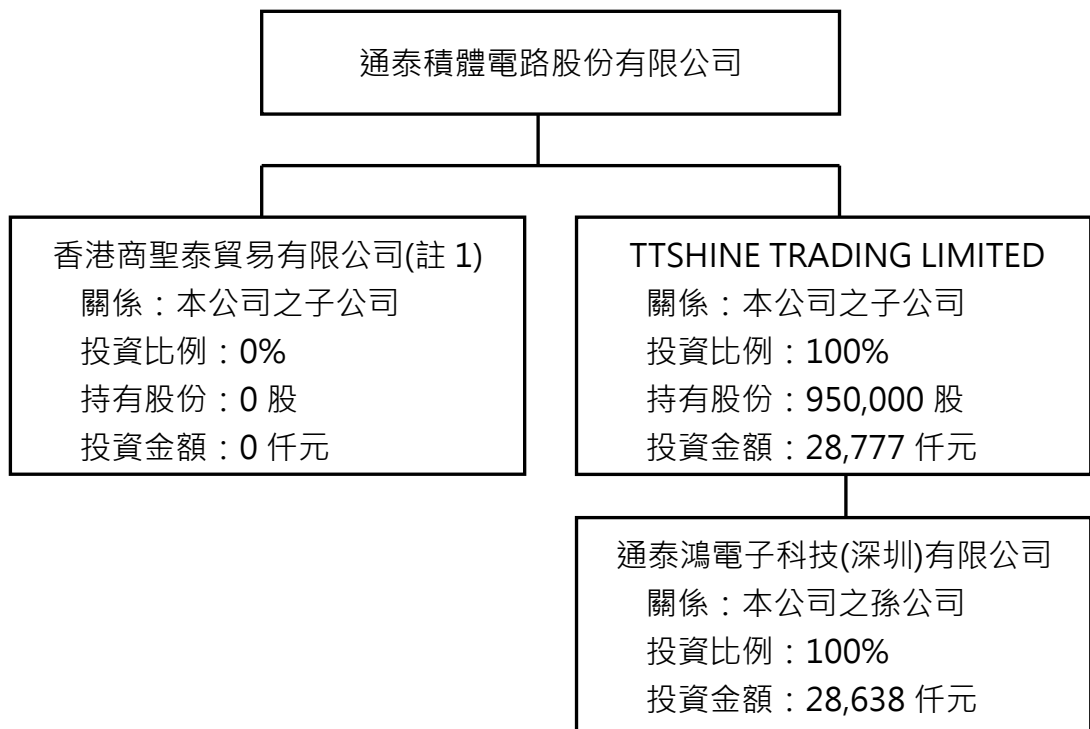 通泰積體電路股份有限公司
香港商聖泰貿易有限公司(註 1)
關係：本公司之子公司
投資比例：0%
持有股份：0 股
投資金額：0 仟元
TTSHINE TRADING LIMITED
關係：本公司之子公司
投資比例：100%
持有股份：950,000 股
投資金額：28,777 仟元
通泰鴻電子科技(深圳)有限公司
關係：本公司之孫公司
投資比例：100%
投資金額：28,638 仟元